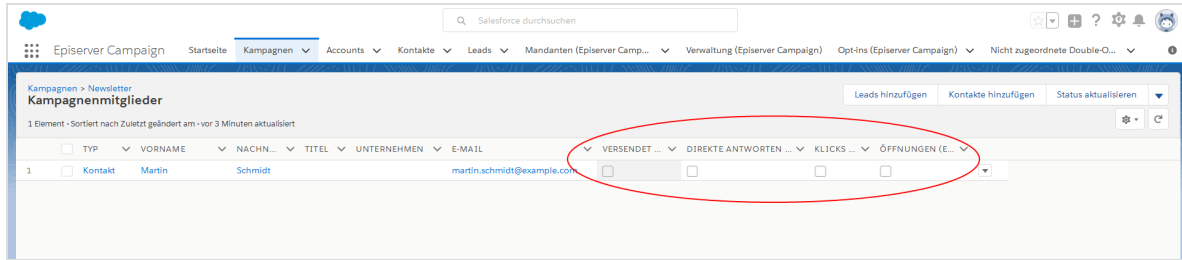 Salesforce durchsuchen
Episerver Campaign Startseite Kampagnen Accounts Kontakte Leads Mandanten (Episerver Camp... Verwaltung (Episerver Campaign) Opt-ins (Episerver Campaign) Nicht zugeordnete Double-O...
Kampagnen > Newsletter
Kampagnenmitglieder
Leads hinzufügen Kontakte hinzufügen Status aktualisieren
1 Element • Sortiert nach Zuletzt geändert am • vor 3 Minuten aktualisiert
TYP VORNAME NACHN... TITEL UNTERNEHMEN E-MAIL VERSENDET ... DIREKTE ANTWORTEN ... KLICKS ... ÖFFNUNGEN (E...
1 Kontakt Martin Schmidt martin.schmidt@example.com